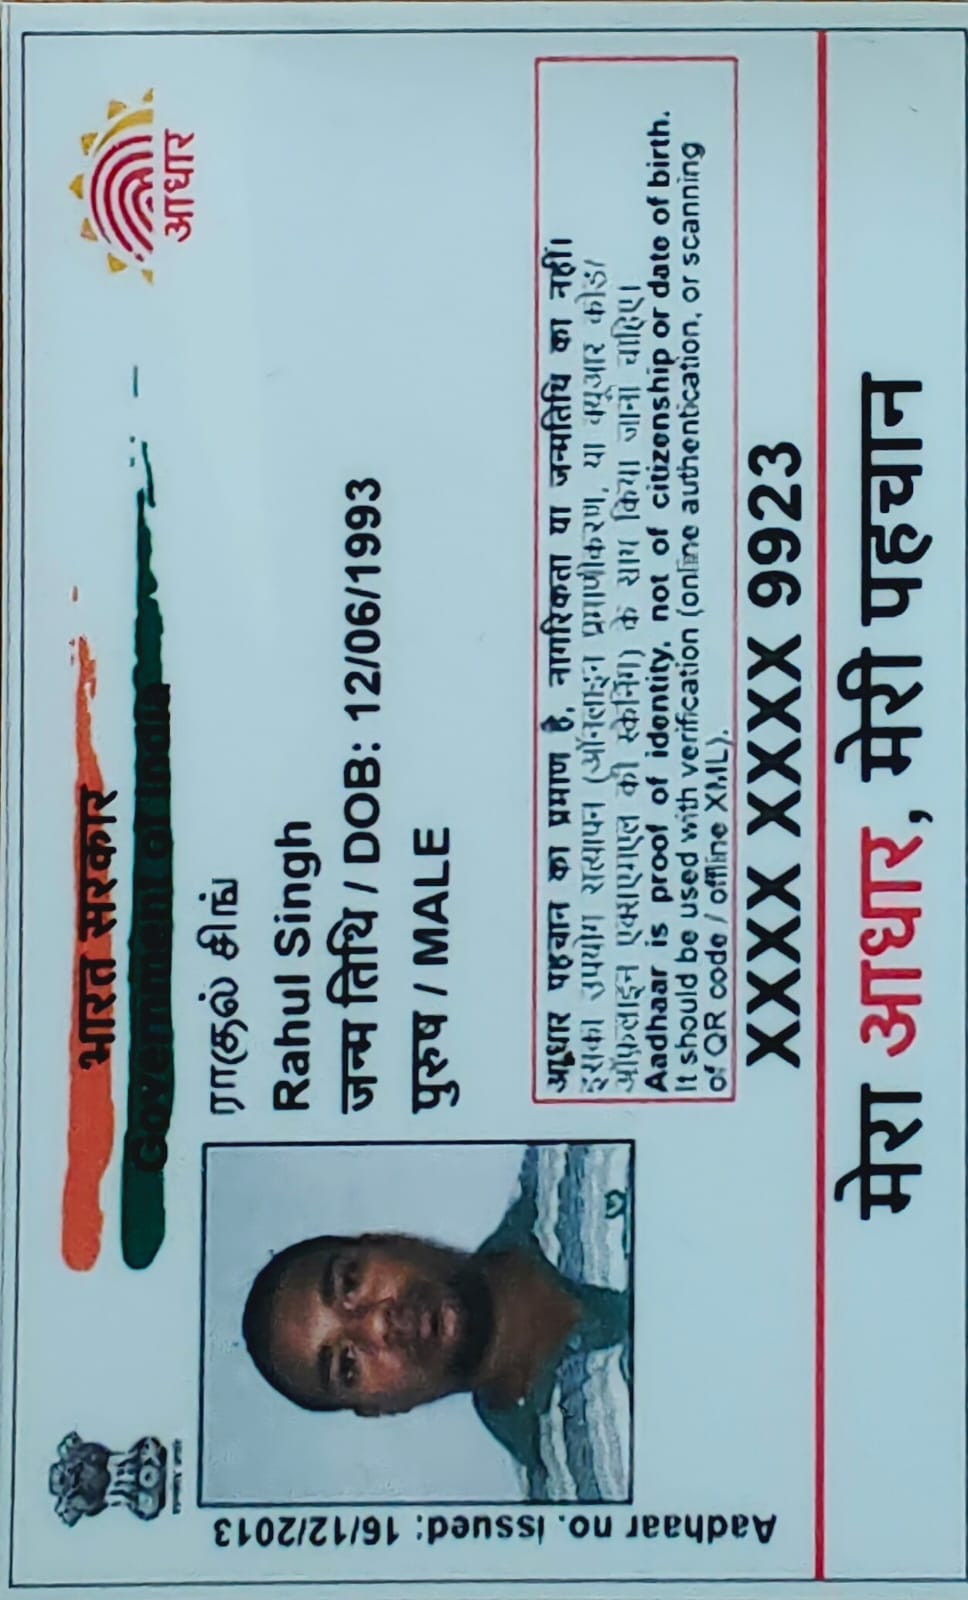 भारत सरकार
Government of India
आधार
ராகுல் சிங்
Rahul Singh
जन्म तिथि / DOB: 12/06/1993
पुरुष / MALE
Aadhaar no. issued: 16/12/2013
आधार पहचान का प्रमाण है, नागरिकता या जन्मतिथि का नहीं।
इसका उपयोग सत्यापन (ऑनलाइन प्रमाणीकरण, या क्यूआर कोड/
ऑफ़लाइन एक्सएमएल की स्कैनिंग) के साथ किया जाना चाहिए।
Aadhaar is proof of identity, not of citizenship or date of birth.
It should be used with verification (online authentication, or scanning
of QR code / offline XML).
XXXX XXXX 9923
मेरा आधार, मेरी पहचान